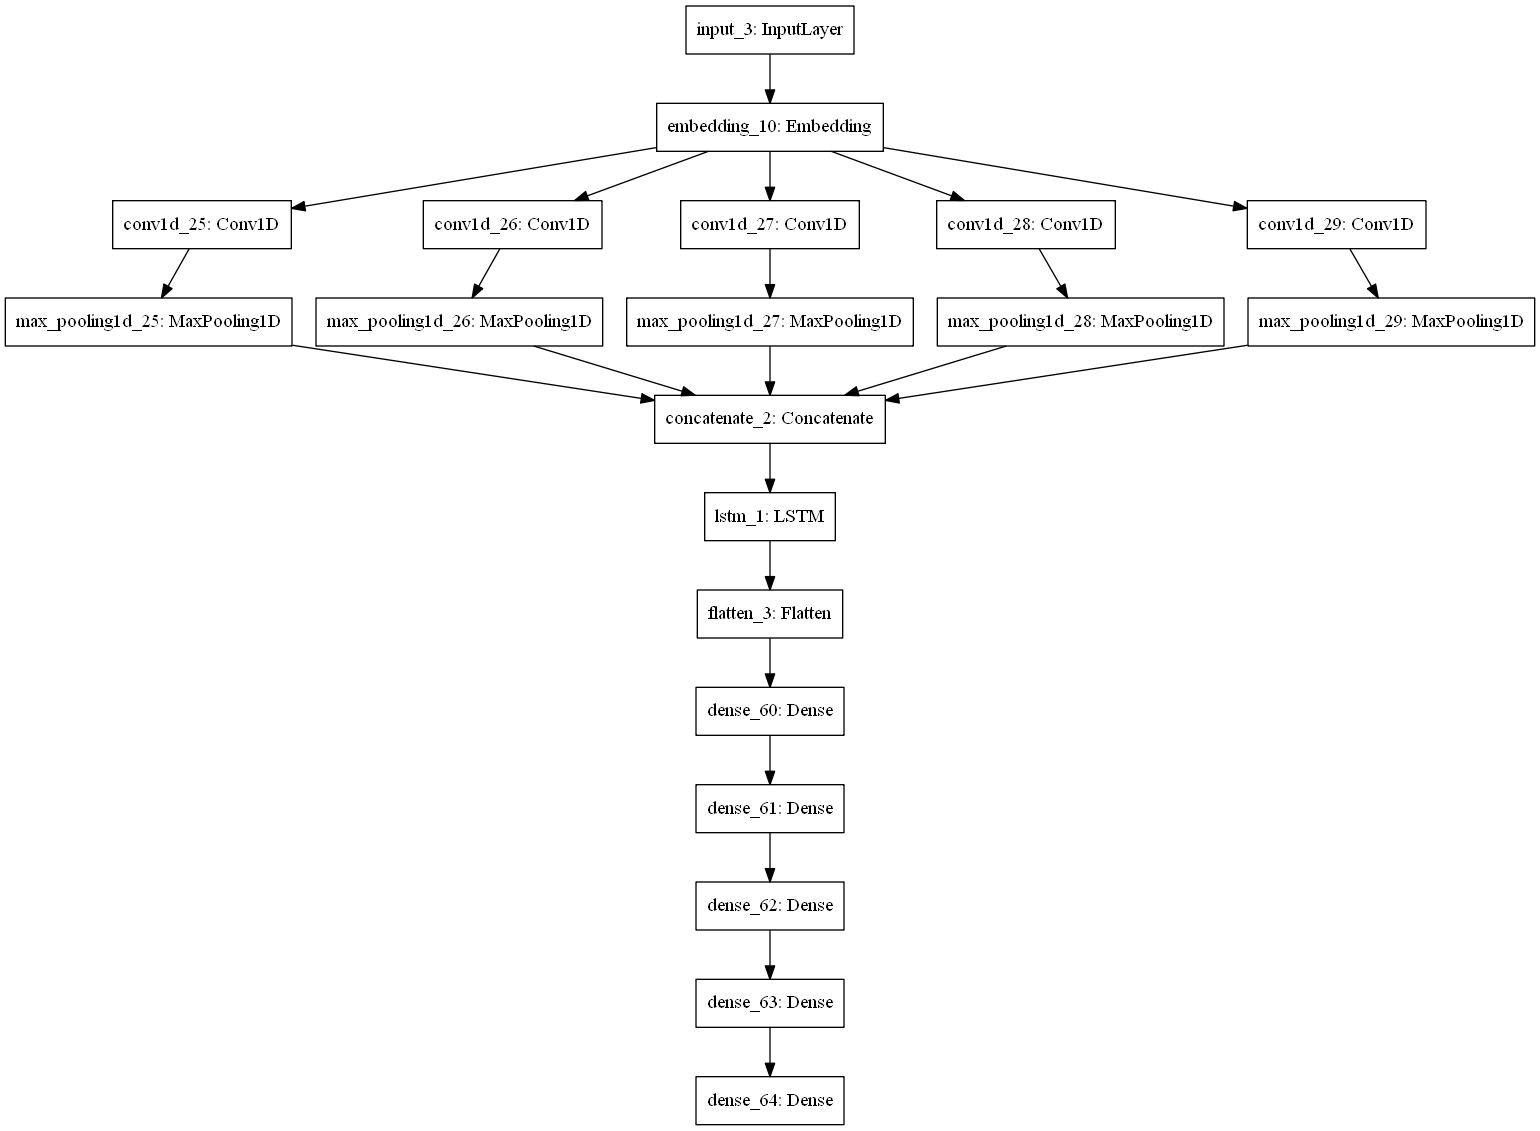 input_3: InputLayer
embedding_10: Embedding
conv1d_25: Conv1D
conv1d_26: Conv1D
conv1d_27: Conv1D
conv1d_28: Conv1D
conv1d_29: Conv1D
max_pooling1d_25: MaxPooling1D
max_pooling1d_26: MaxPooling1D
max_pooling1d_27: MaxPooling1D
max_pooling1d_28: MaxPooling1D
max_pooling1d_29: MaxPooling1D
concatenate_2: Concatenate
lstm_1: LSTM
flatten_3: Flatten
dense_60: Dense
dense_61: Dense
dense_62: Dense
dense_63: Dense
dense_64: Dense